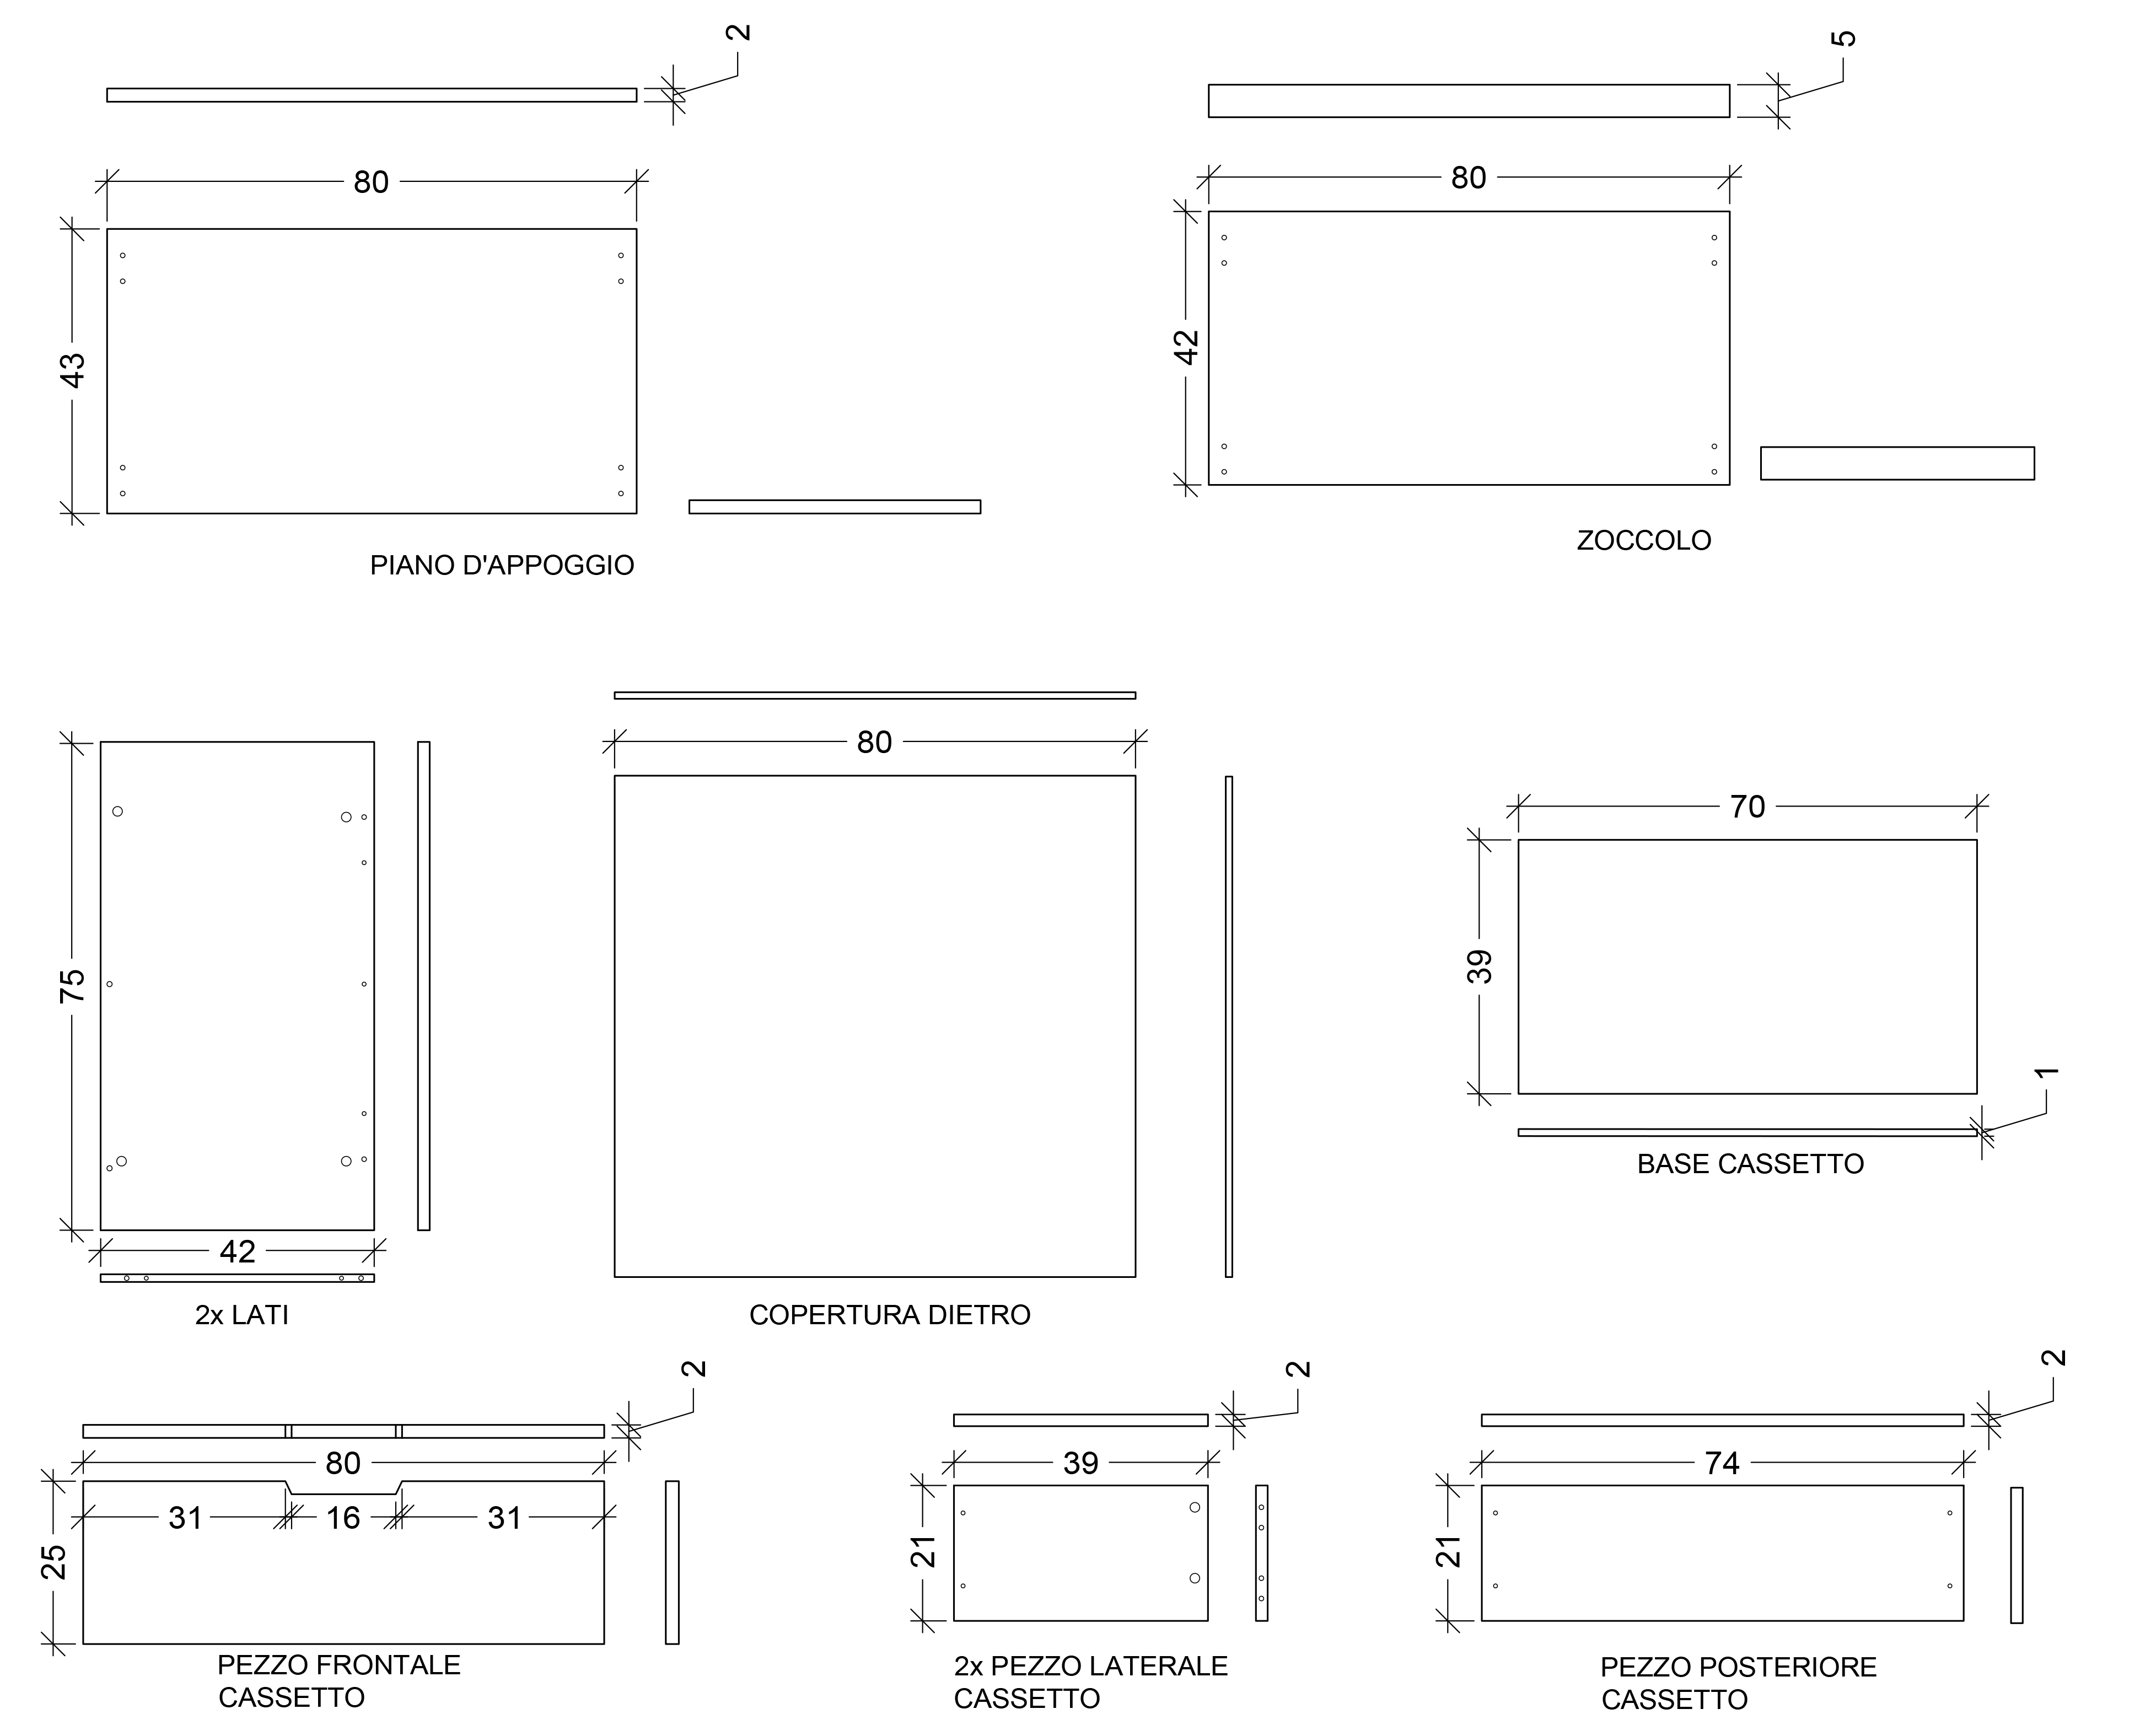 2
80
43
PIANO D'APPOGGIO
5
80
42
ZOCCOLO
75
42
2x LATI
80
COPERTURA DIETRO
70
39
1
BASE CASSETTO
2
80
31
16
31
25
PEZZO FRONTALE
CASSETTO
2
39
21
2x PEZZO LATERALE
CASSETTO
2
74
21
PEZZO POSTERIORE
CASSETTO